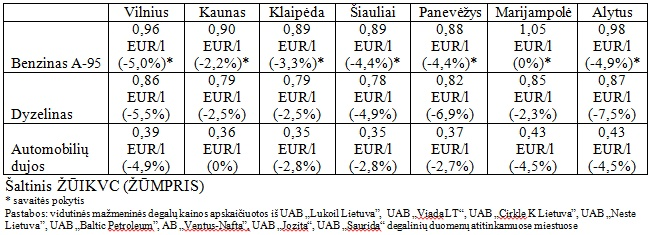 Vilnius Kaunas Klaipėda Šiauliai Panevėžys Marijampolė Alytus
0,96 0,90 0,89 0,89 0,88 1,05 0,98
EUR/l EUR/l EUR/l EUR/l EUR/l EUR/l EUR/l
Benzinas A-95 (-5,0%)* (-2,2%)* (-3,3%)* (-4,4%)* (-4,4%)* (0%)* (-4,9%)*
0,86 0,79 0,79 0,78 0,82 0,85 0,87
EUR/l EUR/l EUR/l EUR/l EUR/l EUR/l EUR/l
Dyzelinas (-5,5%) (-2,5%) (-2,5%) (-4,9%) (-6,9%) (-2,3%) (-7,5%)
0,39 0,36 0,35 0,35 0,37 0,43 0,43
Automobilių EUR/l EUR/l EUR/l EUR/l EUR/l EUR/l EUR/l
dujos (-4,9%) (0%) (-2,8%) (-2,8%) (-2,7%) (-4,5%) (-4,5%)
Šaltinis ŽŪIKVC (ŽŪMPRIS)
* savaitės pokytis
Pastabos: vidutinės mažmeninės degalų kainos apskaičiuotos iš UAB „Lukoil Lietuva”, UAB „Viada LT“, UAB „Cirkle K Lietuva”, UAB „Neste
Lietuva”, UAB „Baltic Petroleum”, AB „Ventus-Nafta”, UAB „Jozita”, UAB „Saurida” degalinių duomenų atitinkamuose miestuose